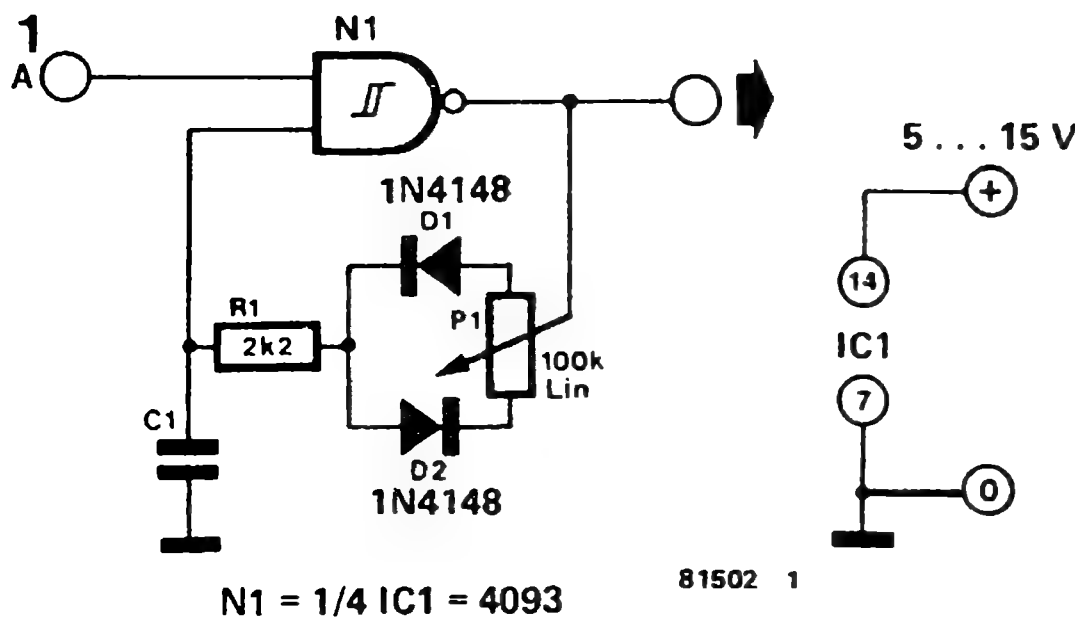 1
N1
A
5 . . . 15 V
+
1N4148
D1
14
R1
P1
2k2
100k
Lin
IC1
7
C1
D2
1N4148
0
81502 1
N1 = 1/4 IC1 = 4093